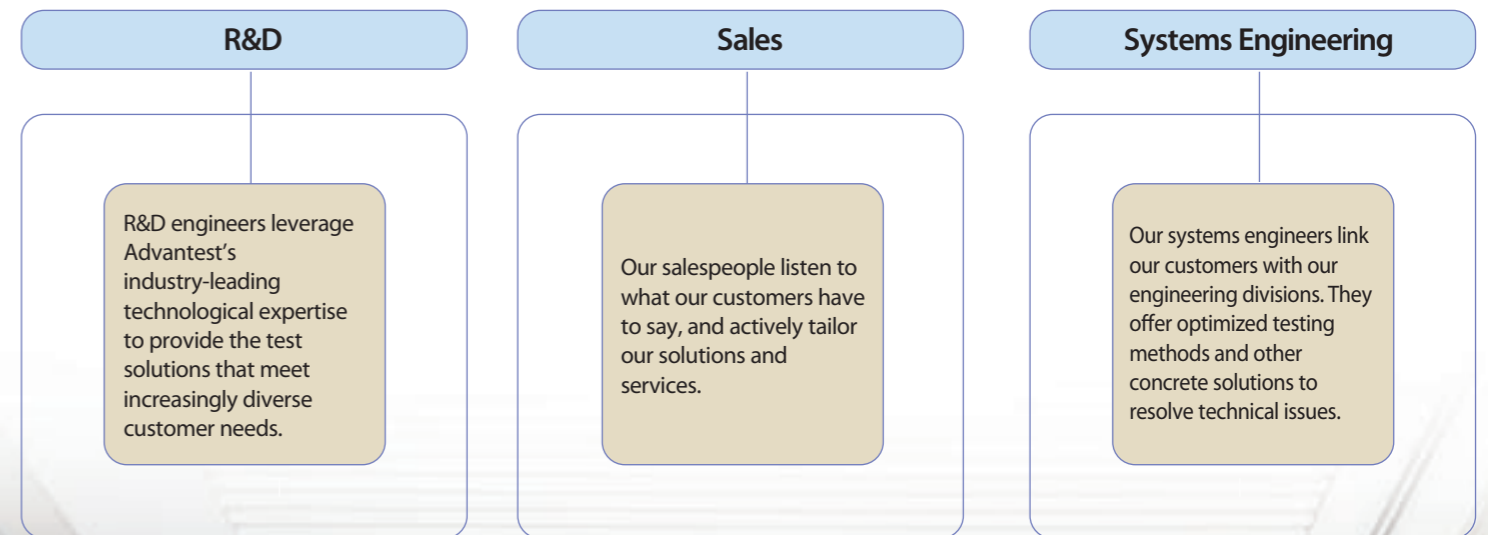 R&D
R&D engineers leverage
Advantest’s
industry-leading
technological expertise
to provide the test
solutions that meet
increasingly diverse
customer needs.
Sales
Our salespeople listen to
what our customers have
to say, and actively tailor
our solutions and
services.
Systems Engineering
Our systems engineers link
our customers with our
engineering divisions. They
offer optimized testing
methods and other
concrete solutions to
resolve technical issues.